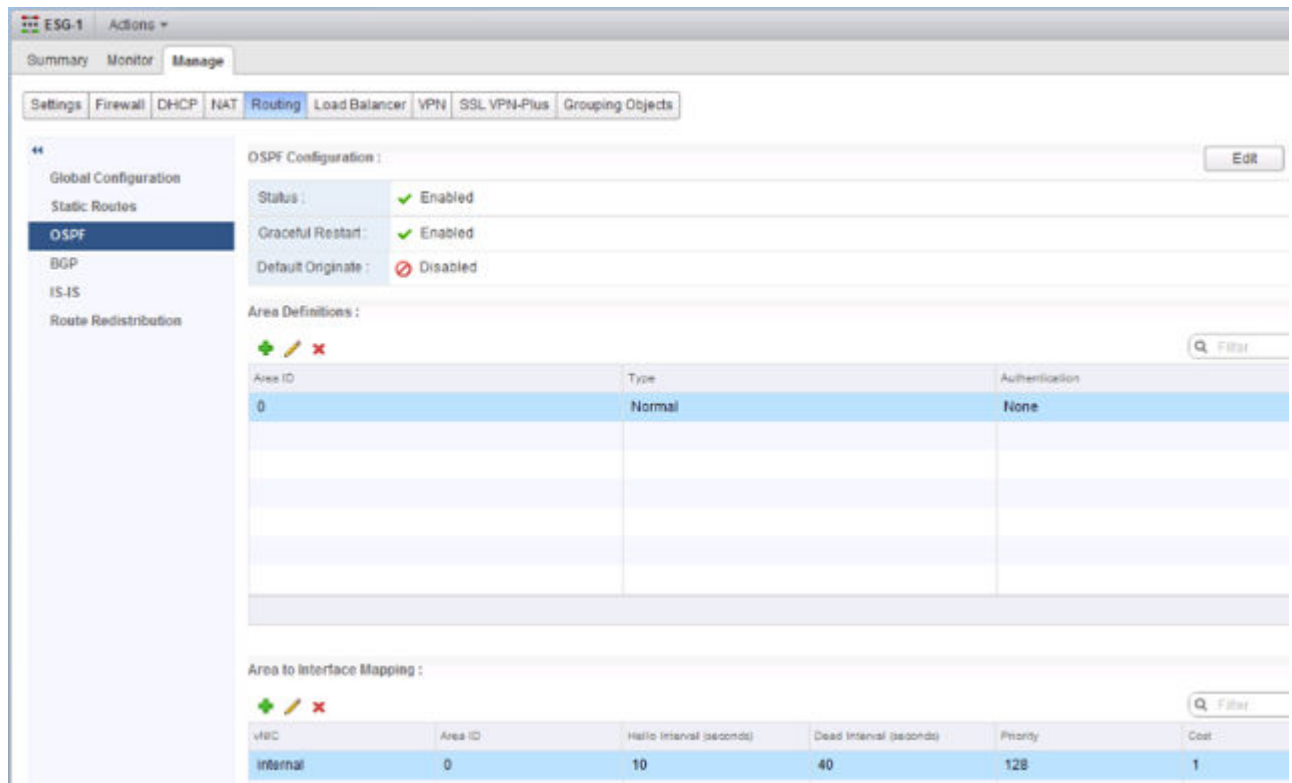 ESG-1 Actions
Summary Monitor Manage
Settings Firewall DHCP NAT Routing Load Balancer VPN SSL VPN-Plus Grouping Objects
Global Configuration
Static Routes
OSPF
BGP
IS-IS
Route Redistribution
OSPF Configuration :
Edit
Status : Enabled
Graceful Restart : Enabled
Default Originate : Disabled
Area Definitions :
Filter
Area ID Type Authentication
0 Normal None
Area to Interface Mapping :
Filter
vNIC Area ID Hello Interval (seconds) Dead Interval (seconds) Priority Cost
internal 0 10 40 128 1